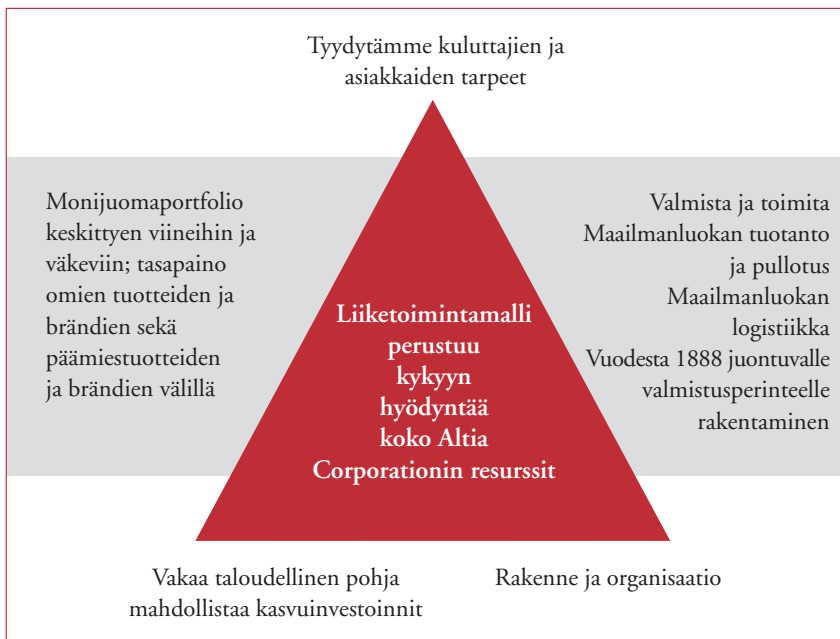 Tyydytämme kuluttajien ja
asiakkaiden tarpeet
Monijuomaportfolio
keskittyen viineihin ja
väkeviin; tasapaino
omien tuotteiden ja
brändien sekä
päämiestuotteiden
ja brändien välillä
Liiketoimintamalli
perustuu
kykyyn
hyödyntää
koko Altia
Corporationin resurssit
Valmista ja toimita
Maailmanluokan tuotanto
ja pullotus
Maailmanluokan
logistiikka
Vuodesta 1888 juontuvalle
valmistusperinteelle
rakentaminen
Vakaa taloudellinen pohja
mahdollistaa kasvuinvestoinnit
Rakenne ja organisaatio